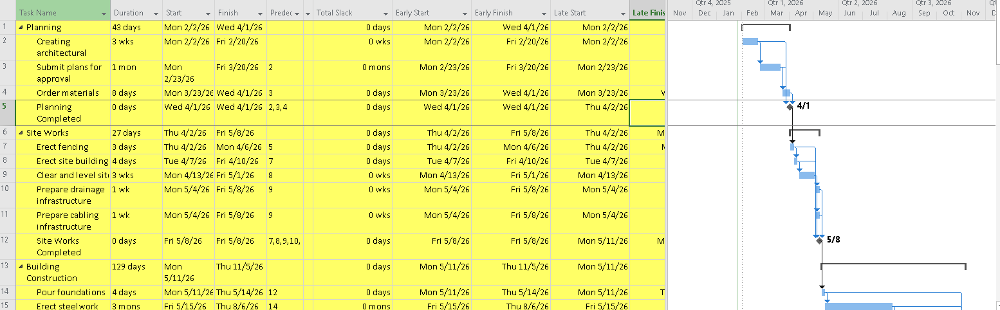 Task Name Duration Start Finish Predec Total Slack Early Start Early Finish Late Start Late Finis
Qtr 4, 2025 Qtr 1, 2026 Qtr 2, 2026 Qtr 3, 2026
Nov Dec Jan Feb Mar Apr May Jun Jul Aug Sep Oct Nov
1 Planning 43 days Mon 2/2/26 Wed 4/1/26 0 days Mon 2/2/26 Wed 4/1/26 Mon 2/2/26
2 Creating 3 wks Mon 2/2/26 Fri 2/20/26 0 wks Mon 2/2/26 Fri 2/20/26 Mon 2/2/26
architectural
3 Submit plans for 1 mon Mon Fri 3/20/26 2 0 mons Mon 2/23/26 Fri 3/20/26 Mon 2/23/26
approval 2/23/26
4 Order materials 8 days Mon 3/23/26 Wed 4/1/26 3 0 days Mon 3/23/26 Wed 4/1/26 Mon 3/23/26
5 Planning 0 days Wed 4/1/26 Wed 4/1/26 2,3,4 0 days Wed 4/1/26 Wed 4/1/26 Thu 4/2/26 4/1
Completed
6 Site Works 27 days Thu 4/2/26 Fri 5/8/26 0 days Thu 4/2/26 Fri 5/8/26 Thu 4/2/26 M
7 Erect fencing 3 days Thu 4/2/26 Mon 4/6/26 5 0 days Thu 4/2/26 Mon 4/6/26 Thu 4/2/26
8 Erect site building 4 days Tue 4/7/26 Fri 4/10/26 7 0 days Tue 4/7/26 Fri 4/10/26 Tue 4/7/26
9 Clear and level site 3 wks Mon 4/13/26 Fri 5/1/26 8 0 wks Mon 4/13/26 Fri 5/1/26 Mon 4/13/26
10 Prepare drainage 1 wk Mon 5/4/26 Fri 5/8/26 9 0 wks Mon 5/4/26 Fri 5/8/26 Mon 5/4/26
infrastructure
11 Prepare cabling 1 wk Mon 5/4/26 Fri 5/8/26 9 0 wks Mon 5/4/26 Fri 5/8/26 Mon 5/4/26
infrastructure
12 Site Works 0 days Fri 5/8/26 Fri 5/8/26 7,8,9,10, 0 days Fri 5/8/26 Fri 5/8/26 Mon 5/11/26 M 5/8
Completed
13 Building 129 days Mon Thu 11/5/26 0 days Mon 5/11/26 Thu 11/5/26 Mon 5/11/26
Construction 5/11/26
14 Pour foundations 4 days Mon 5/11/26 Thu 5/14/26 12 0 days Mon 5/11/26 Thu 5/14/26 Mon 5/11/26 T
15 Erect steelwork 3 mons Fri 5/15/26 Thu 8/6/26 14 0 mons Fri 5/15/26 Thu 8/6/26 Fri 5/15/26